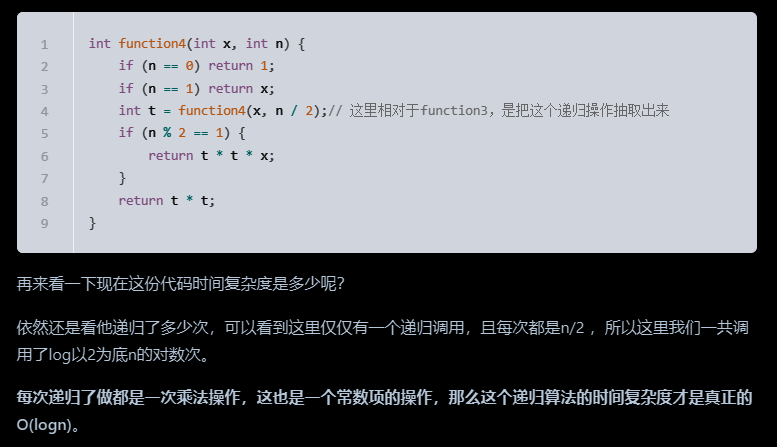 1 int function4(int x, int n) {
2     if (n == 0) return 1;
3     if (n == 1) return x;
4     int t = function4(x, n / 2);// 这里相对于function3，是把这个递归操作抽取出来
5     if (n % 2 == 1) {
6         return t * t * x;
7     }
8     return t * t;
9 }
再来看一下现在这份代码时间复杂度是多少呢？
依然还是看他递归了多少次，可以看到这里仅仅有一个递归调用，且每次都是n/2 ，所以这里我们一共调
用了log以2为底n的对数次。
每次递归了做都是一次乘法操作，这也是一个常数项的操作，那么这个递归算法的时间复杂度才是真正的
O(logn)。